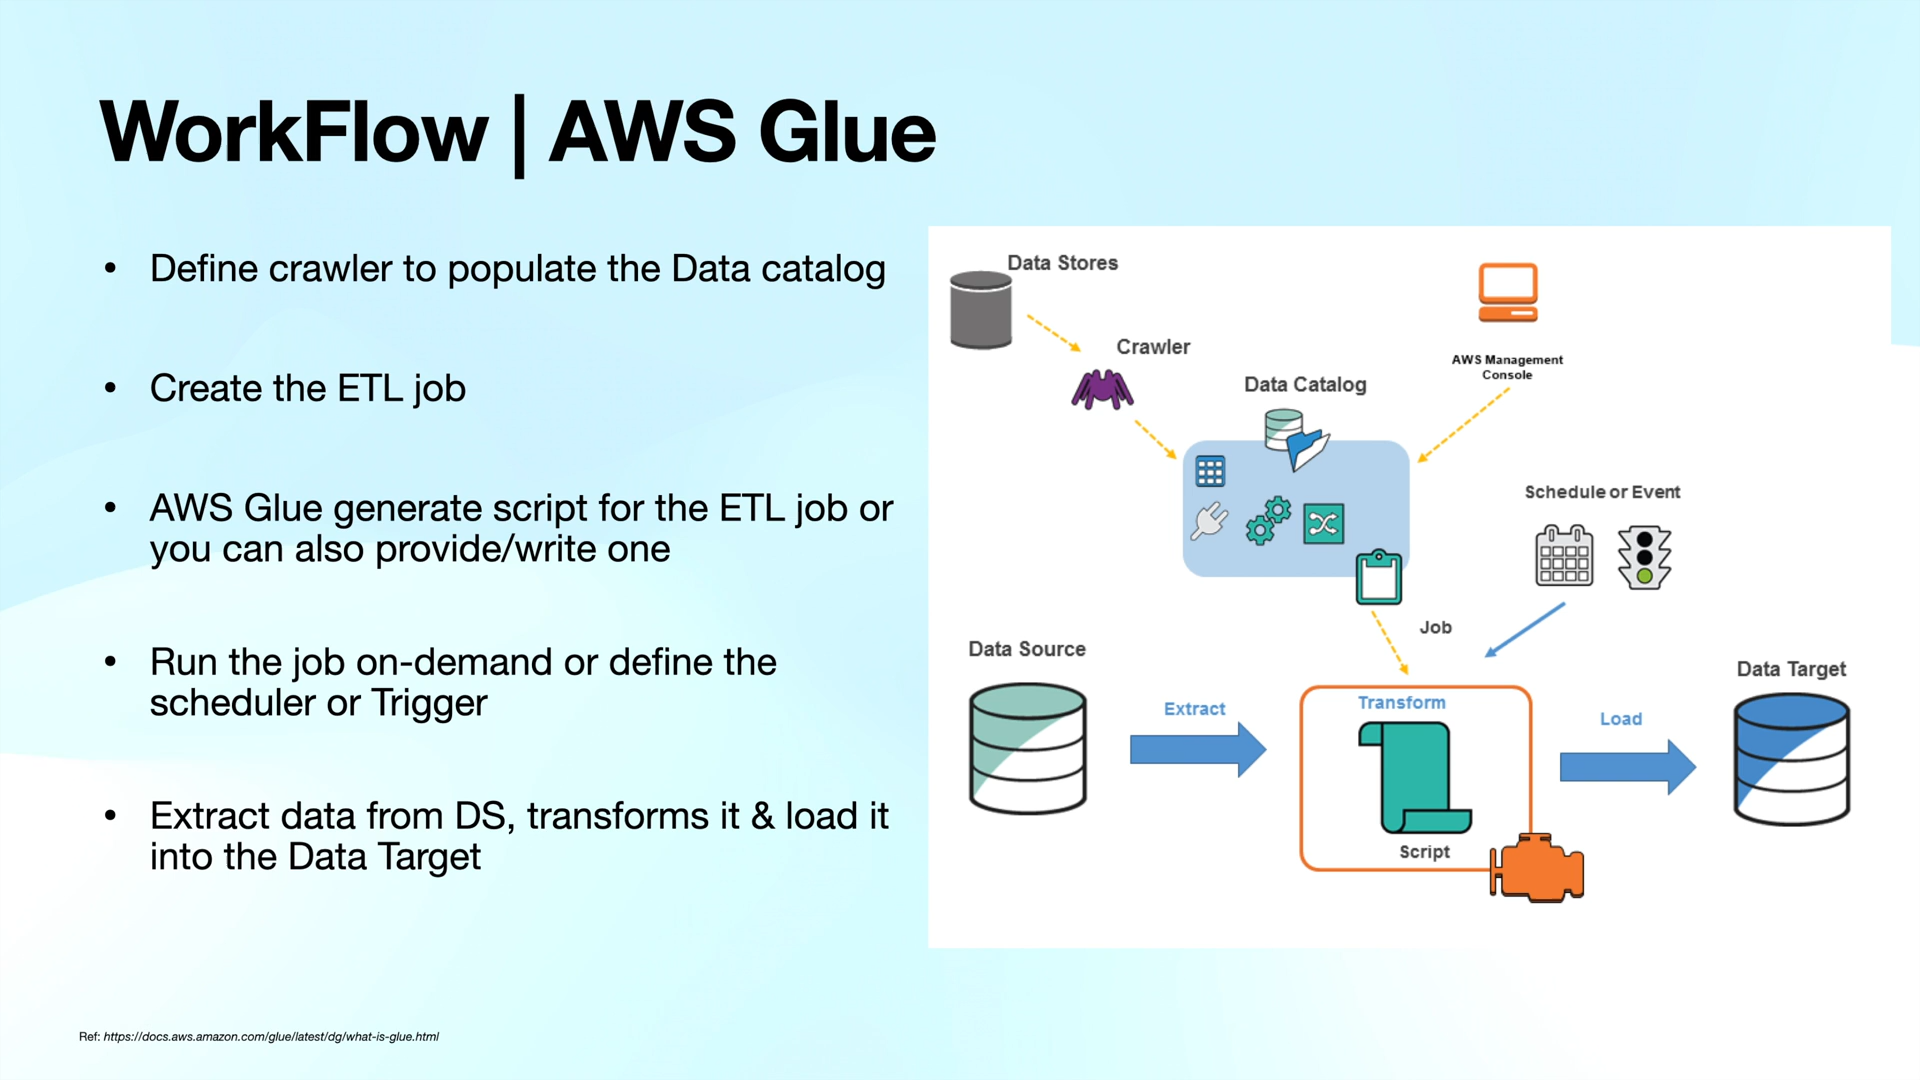 WorkFlow | AWS Glue
• Define crawler to populate the Data catalog
• Create the ETL job
• AWS Glue generate script for the ETL job or
you can also provide/write one
• Run the job on-demand or define the
scheduler or Trigger
• Extract data from DS, transforms it & load it
into the Data Target
Data Stores
Crawler
Data Catalog
AWS Management
Console
Schedule or Event
Job
Data Source
Extract
Transform
Script
Load
Data Target
Ref: https://docs.aws.amazon.com/glue/latest/dg/what-is-glue.html